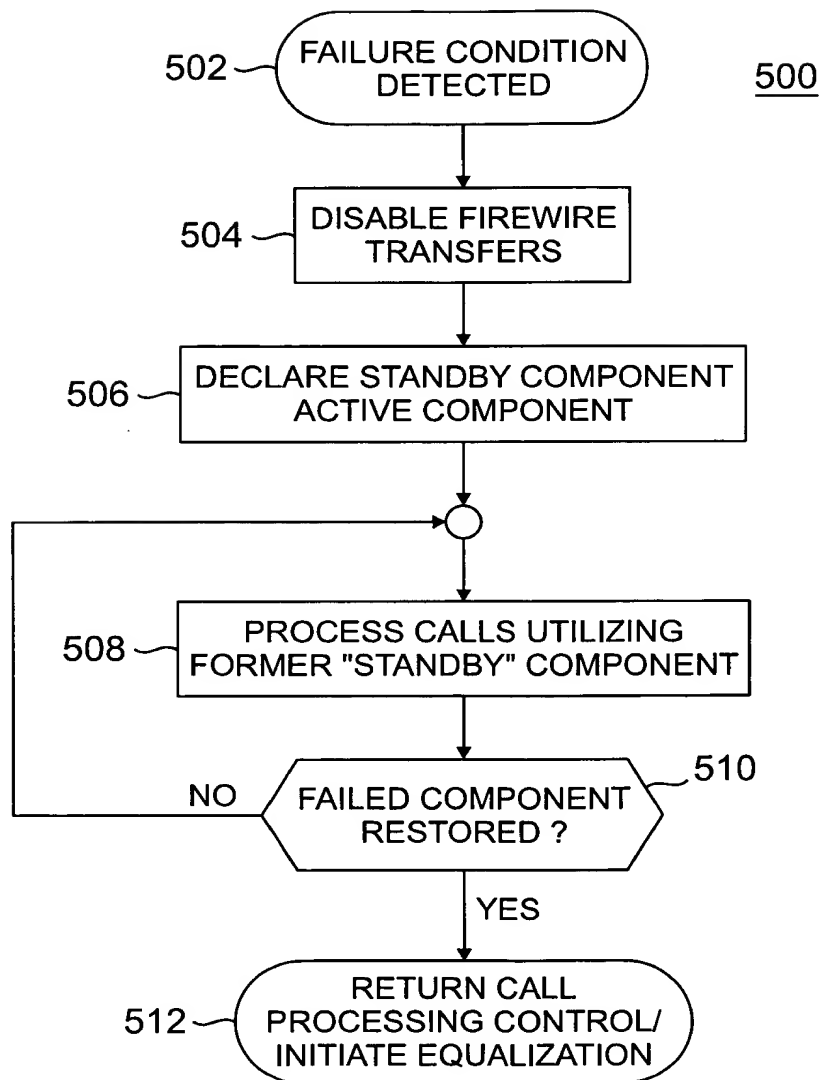 502
FAILURE CONDITION
DETECTED
500
504
DISABLE FIREWIRE
TRANSFERS
506
DECLARE STANDBY COMPONENT
ACTIVE COMPONENT
508
PROCESS CALLS UTILIZING
FORMER "STANDBY" COMPONENT
510
NO
FAILED COMPONENT
RESTORED ?
YES
512
RETURN CALL
PROCESSING CONTROL/
INITIATE EQUALIZATION